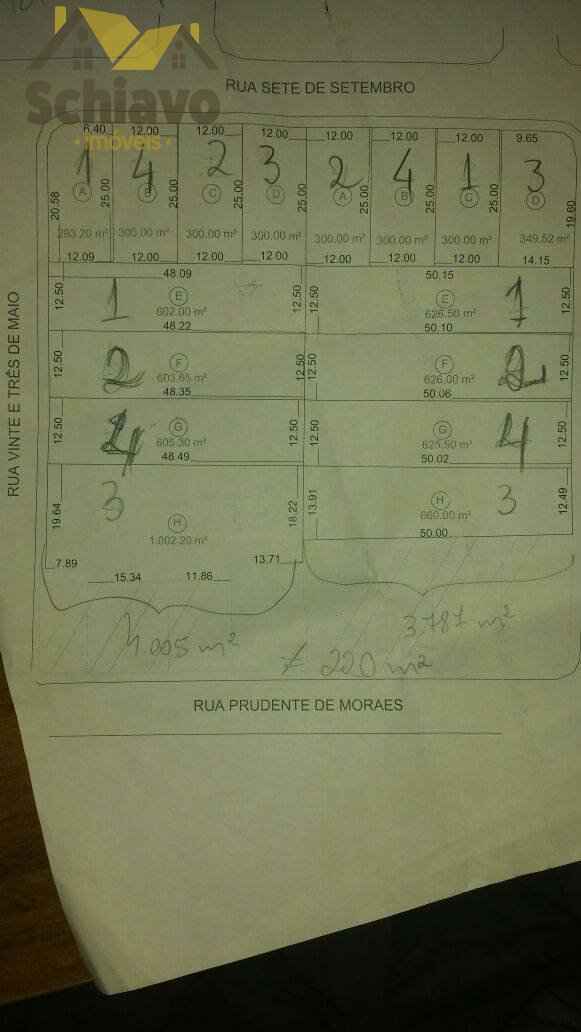 Schiavo
·imóveis·
RUA SETE DE SETEMBRO
6.40 12.00 12.00 12.00 12.00 12.00 12.00 9.65
1 4 2 3 2 4 1 3
A B C D A B C D
20.58 25.00 25.00 25.00 25.00 25.00 25.00 25.00 19.60
293.20 m² 300.00 m² 300.00 m² 300.00 m² 300.00 m² 300.00 m² 300.00 m² 349.52 m²
12.09 12.00 12.00 12.00 12.00 12.00 12.00 14.15
48.09 50.15
12.50 1 E 12.50 12.50 E 1 12.50
602.00 m² 626.50 m²
48.22 50.10
12.50 2 F 12.50 12.50 F 2 12.50
603.65 m² 626.00 m²
48.35 50.06
12.50 4 G 12.50 12.50 G 4 12.50
605.30 m² 625.50 m²
48.49 50.02
19.64 3 H 18.22 13.91 H 3 12.49
1.002.20 m² 660.00 m²
50.00
7.89 15.34 11.86 13.71
4.005 m² 3787 m²
≠ 220 m²
RUA VINTE E TRÊS DE MAIO
RUA PRUDENTE DE MORAES